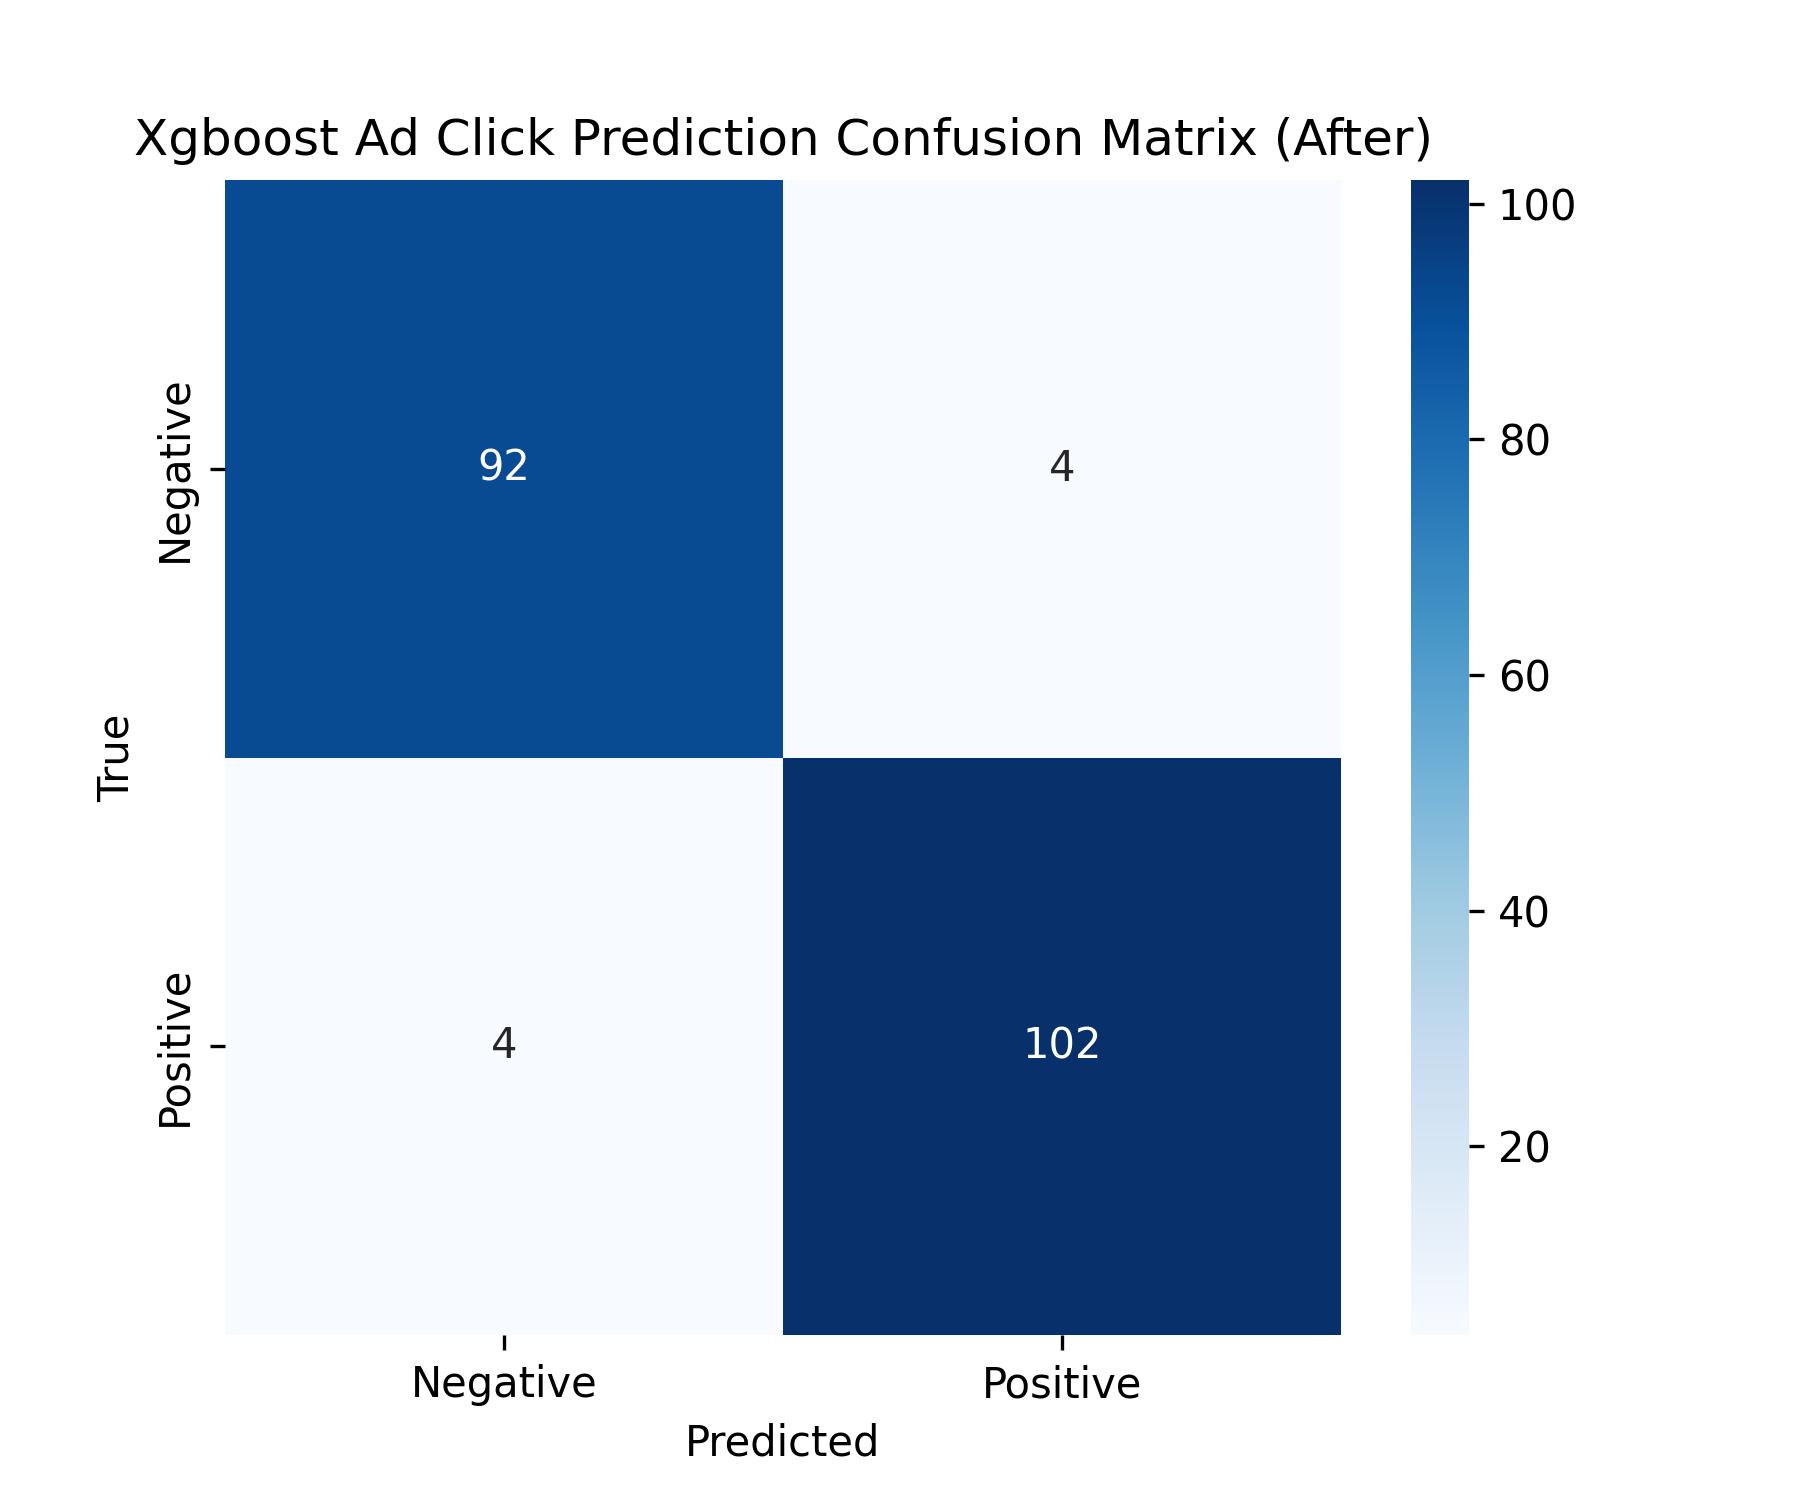 Xgboost Ad Click Prediction Confusion Matrix (After)
True
Negative
Positive
92
4
4
102
Negative
Positive
Predicted
100
80
60
40
20